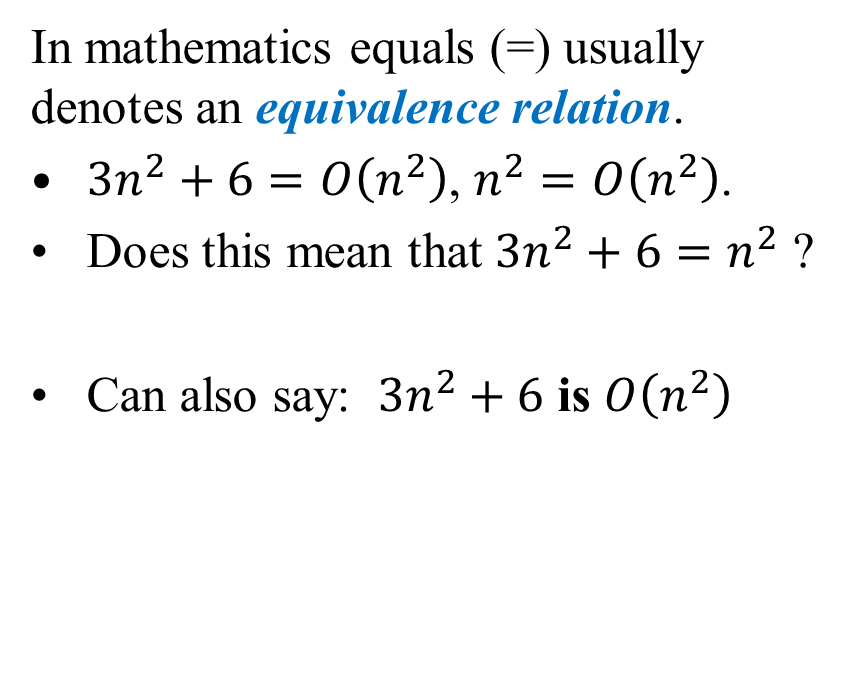 In mathematics equals (=) usually
denotes an equivalence relation.
• 3n² + 6 = O(n²), n² = O(n²).
• Does this mean that 3n² + 6 = n² ?
• Can also say: 3n² + 6 is O(n²)